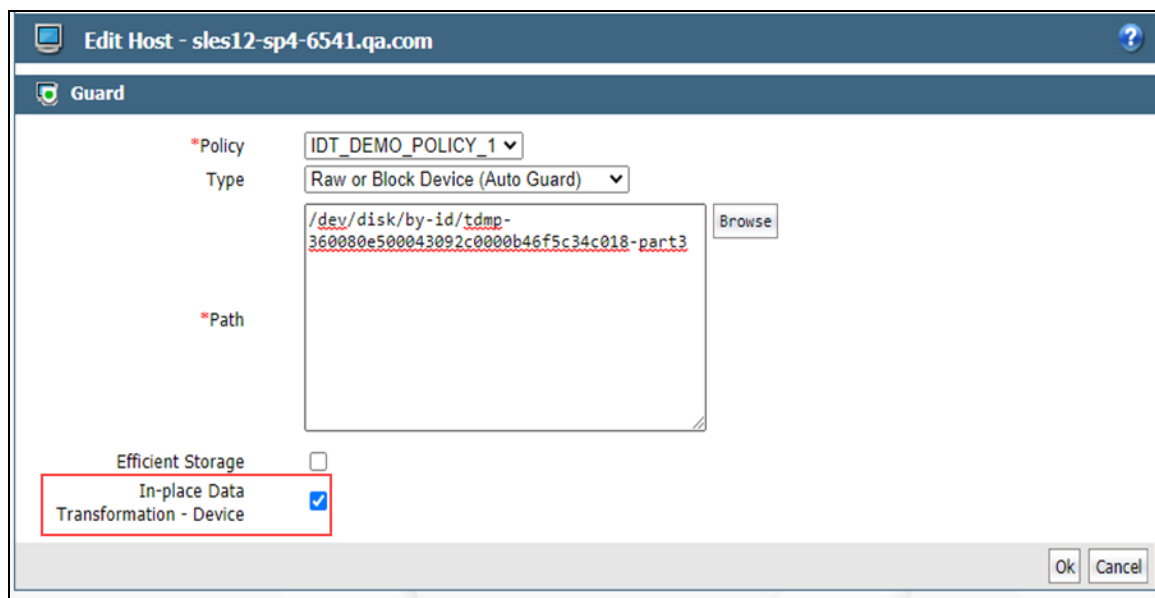 Edit Host - sles12-sp4-6541.qa.com
?
Guard
*Policy
IDT_DEMO_POLICY_1
Type
Raw or Block Device (Auto Guard)
/dev/disk/by-id/tdmp-
360080e500043092c0000b46f5c34c018-part3
Browse
*Path
Efficient Storage
In-place Data
Transformation - Device
Ok
Cancel